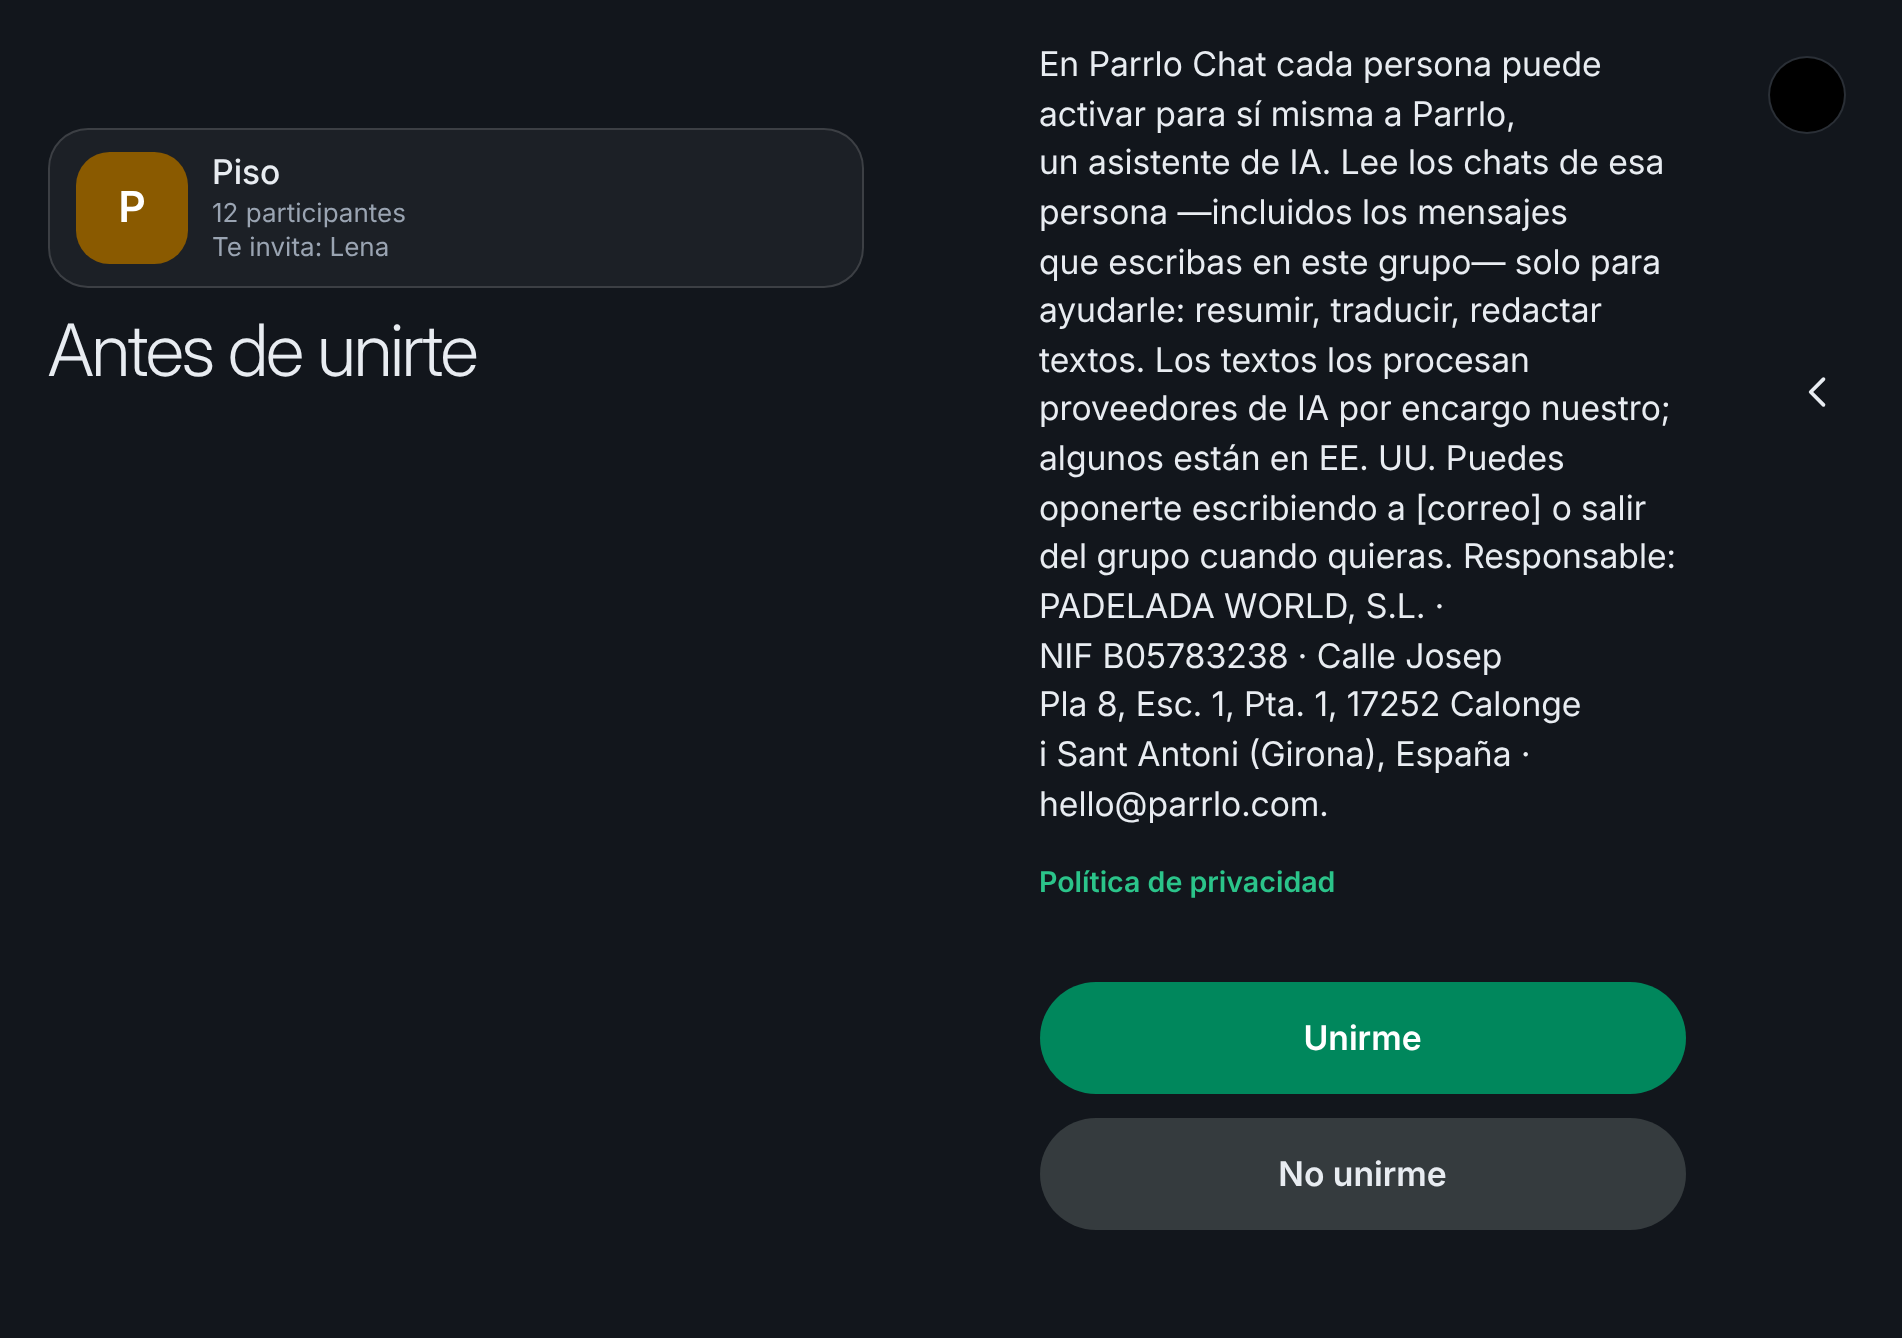 P
Piso
12 participantes
Te invita: Lena
Antes de unirte
En Parrlo Chat cada persona puede
activar para sí misma a Parrlo,
un asistente de IA. Lee los chats de esa
persona —incluidos los mensajes
que escribas en este grupo— solo para
ayudarle: resumir, traducir, redactar
textos. Los textos los procesan
proveedores de IA por encargo nuestro;
algunos están en EE. UU. Puedes
oponerte escribiendo a [correo] o salir
del grupo cuando quieras. Responsable:
PADELADA WORLD, S.L. ·
NIF B05783238 · Calle Josep
Pla 8, Esc. 1, Pta. 1, 17252 Calonge
i Sant Antoni (Girona), España ·
hello@parrlo.com.
Política de privacidad
Unirme
No unirme